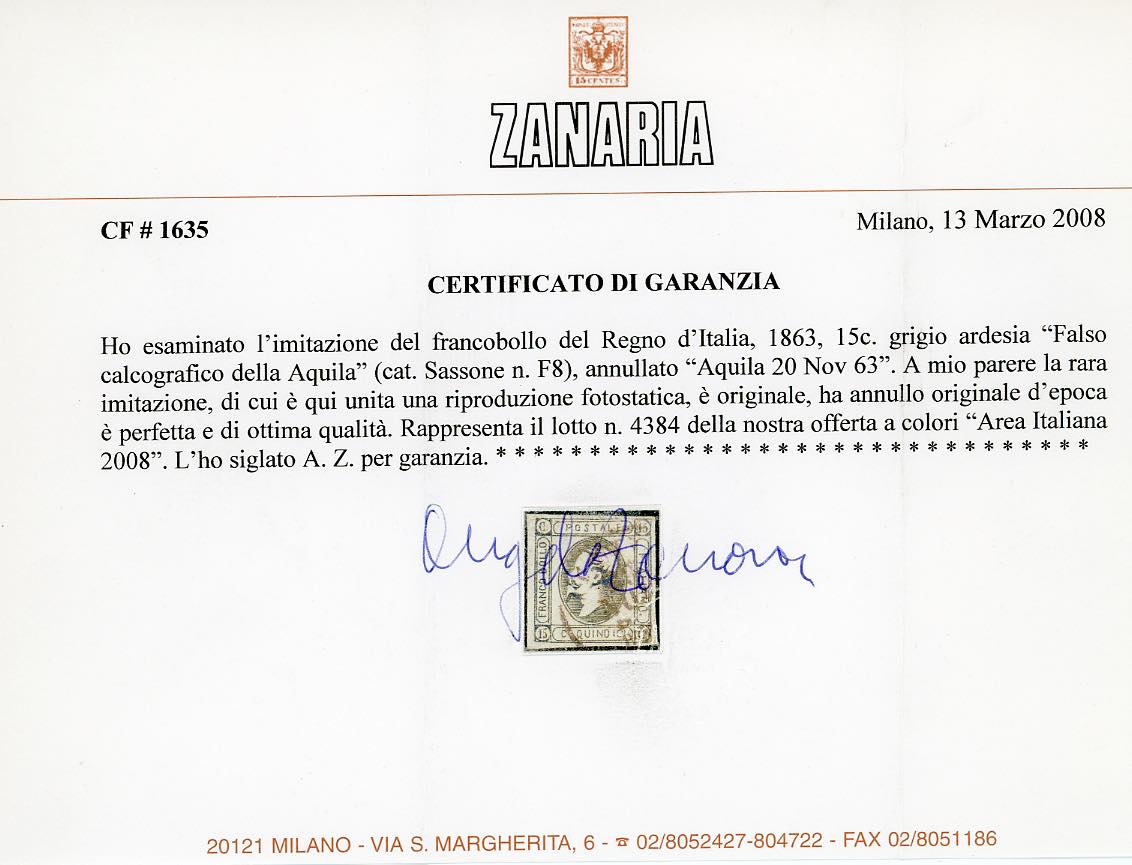 15 CENTES.
ZANARIA
CF # 1635
Milano, 13 Marzo 2008
CERTIFICATO DI GARANZIA
Ho esaminato l’imitazione del francobollo del Regno d’Italia, 1863, 15c. grigio ardesia “Falso
calcografico della Aquila” (cat. Sassone n. F8), annullato “Aquila 20 Nov 63”. A mio parere la rara
imitazione, di cui è qui unita una riproduzione fotostatica, è originale, ha annullo originale d’epoca
è perfetta e di ottima qualità. Rappresenta il lotto n. 4384 della nostra offerta a colori “Area Italiana
2008”. L’ho siglato A. Z. per garanzia. * * * * * * * * * * * * * * * * * * * * * * * * * * * * * * * *
POSTALE
FRANCOBOLLO
15 C. QUINDICI
20121 MILANO - VIA S. MARGHERITA, 6 - ☎ 02/8052427-804722 - FAX 02/8051186